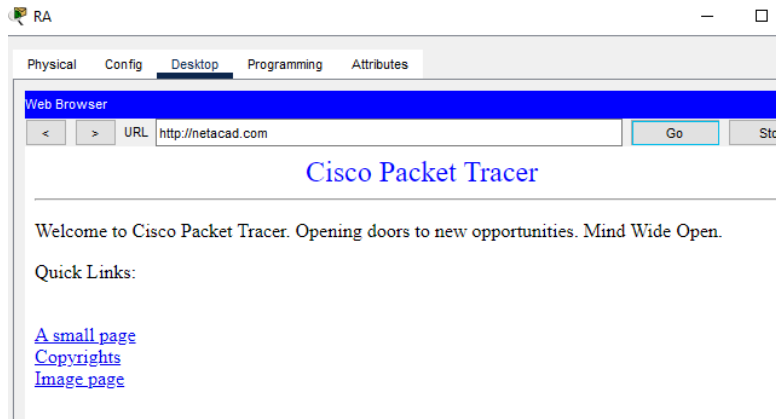 RA
Physical Config Desktop Programming Attributes
Web Browser
< > URL http://netacad.com Go
Cisco Packet Tracer
Welcome to Cisco Packet Tracer. Opening doors to new opportunities. Mind Wide Open.
Quick Links:
A small page
Copyrights
Image page